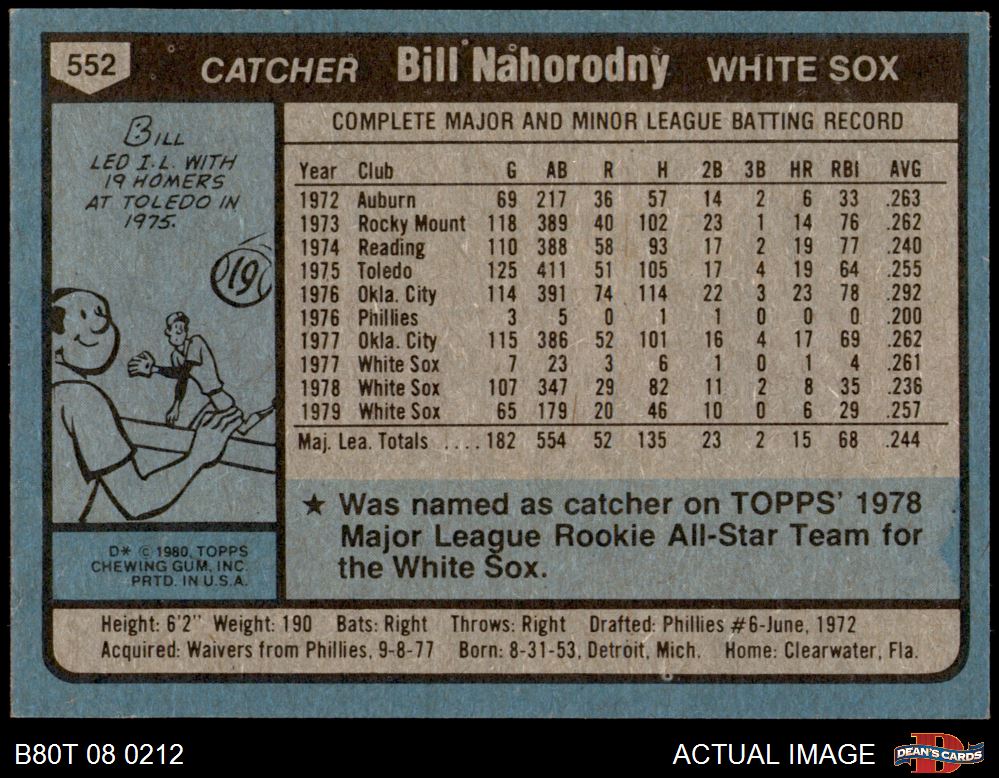 552 CATCHER Bill Nahorodny WHITE SOX
BILL
LED I.L. WITH
19 HOMERS
AT TOLEDO IN
1975.
19
COMPLETE MAJOR AND MINOR LEAGUE BATTING RECORD
Year Club G AB R H 2B 3B HR RBI AVG
1972 Auburn 69 217 36 57 14 2 6 33 .263
1973 Rocky Mount 118 389 40 102 23 1 14 76 .262
1974 Reading 110 388 58 93 17 2 19 77 .240
1975 Toledo 125 411 51 105 17 4 19 64 .255
1976 Okla. City 114 391 74 114 22 3 23 78 .292
1976 Phillies 3 5 0 1 1 0 0 0 .200
1977 Okla. City 115 386 52 101 16 4 17 69 .262
1977 White Sox 7 23 3 6 1 0 1 4 .261
1978 White Sox 107 347 29 82 11 2 8 35 .236
1979 White Sox 65 179 20 46 10 0 6 29 .257
Maj. Lea. Totals .... 182 554 52 135 23 2 15 68 .244
★ Was named as catcher on TOPPS' 1978
Major League Rookie All-Star Team for
the White Sox.
D* © 1980, TOPPS
CHEWING GUM, INC.
PRTD. IN U.S.A.
Height: 6'2" Weight: 190 Bats: Right Throws: Right Drafted: Phillies #6-June, 1972
Acquired: Waivers from Phillies, 9-8-77 Born: 8-31-53, Detroit, Mich. Home: Clearwater, Fla.
B80T 08 0212 ACTUAL IMAGE D DEAN'S CARDS